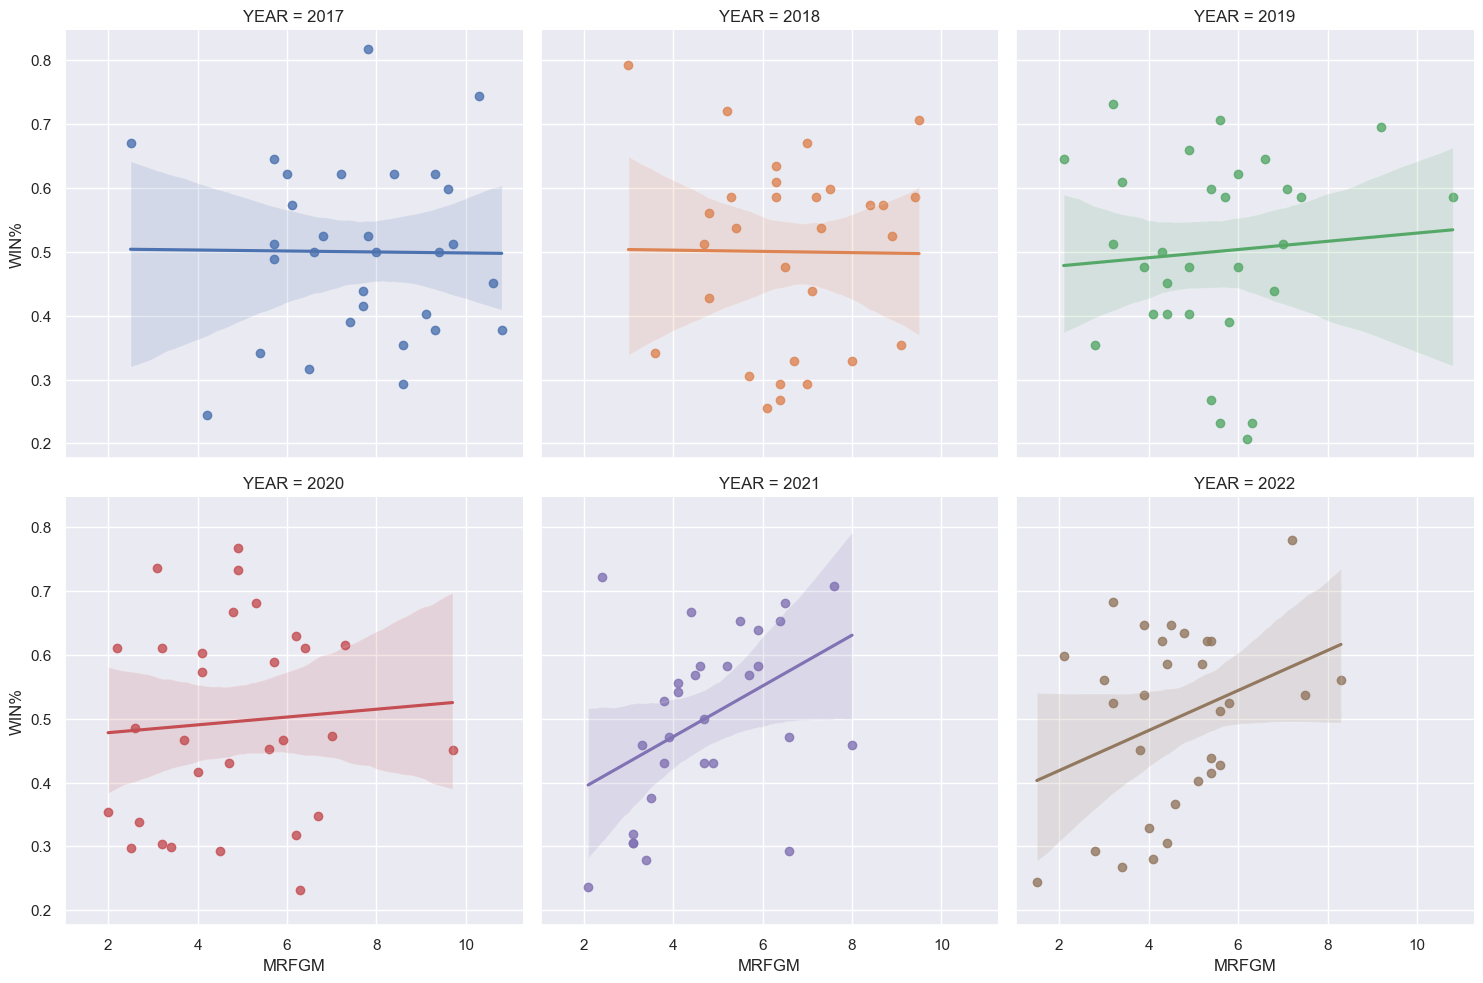 YEAR = 2017 YEAR = 2018 YEAR = 2019
0.8
0.7
0.6
0.5
0.4
0.3
0.2
WIN%
YEAR = 2020 YEAR = 2021 YEAR = 2022
0.8
0.7
0.6
0.5
0.4
0.3
0.2
WIN%
2 4 6 8 10 2 4 6 8 10 2 4 6 8 10
MRFGM MRFGM MRFGM